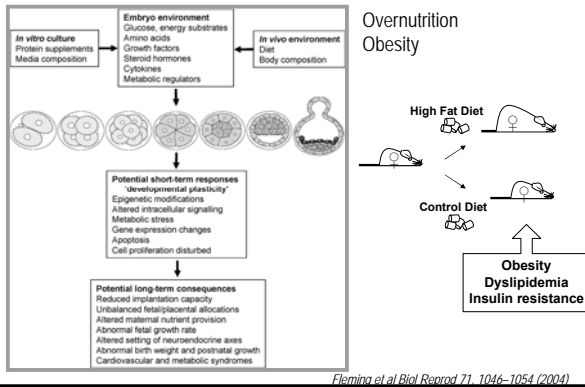 Embryo environment
Glucose, energy substrates
Amino acids
Growth factors
Steroid hormones
Cytokines
Metabolic regulators
In vitro culture
Protein supplements
Media composition
In vivo environment
Diet
Body composition
Potential short-term responses
'developmental plasticity'
Epigenetic modifications
Altered intracellular signalling
Metabolic stress
Gene expression changes
Apoptosis
Cell proliferation disturbed
Potential long-term consequences
Reduced implantation capacity
Unbalanced fetal/placental allocations
Altered maternal nutrient provision
Abnormal fetal growth rate
Altered setting of neuroendocrine axes
Abnormal birth weight and postnatal growth
Cardiovascular and metabolic syndromes
Overnutrition
Obesity
High Fat Diet
Control Diet
Obesity
Dyslipidemia
Insulin resistance
Fleming et al Biol Reprod 71, 1046–1054 (2004)